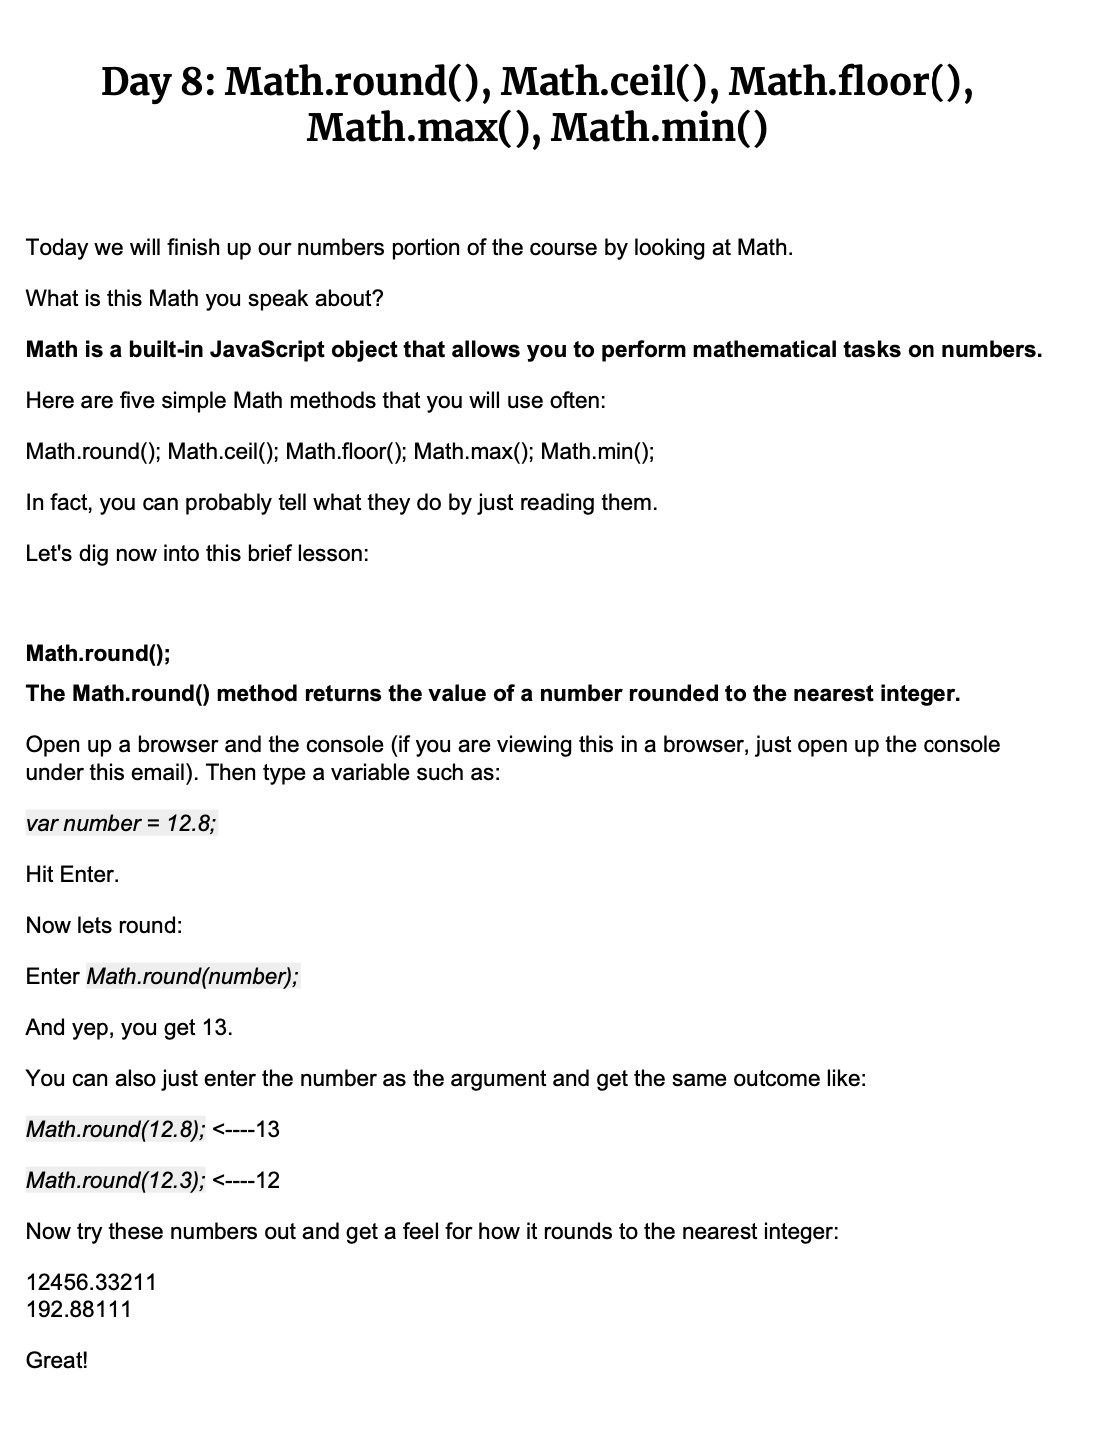 Day 8: Math.round(), Math.ceil(), Math.floor(),
Math.max(), Math.min()
Today we will finish up our numbers portion of the course by looking at Math.
What is this Math you speak about?
Math is a built-in JavaScript object that allows you to perform mathematical tasks on numbers.
Here are five simple Math methods that you will use often:
Math.round(); Math.ceil(); Math.floor(); Math.max(); Math.min();
In fact, you can probably tell what they do by just reading them.
Let's dig now into this brief lesson:
Math.round();
The Math.round() method returns the value of a number rounded to the nearest integer.
Open up a browser and the console (if you are viewing this in a browser, just open up the console
under this email). Then type a variable such as:
var number = 12.8;
Hit Enter.
Now lets round:
Enter Math.round(number);
And yep, you get 13.
You can also just enter the number as the argument and get the same outcome like:
Math.round(12.8); <----13
Math.round(12.3); <----12
Now try these numbers out and get a feel for how it rounds to the nearest integer:
12456.33211
192.88111
Great!